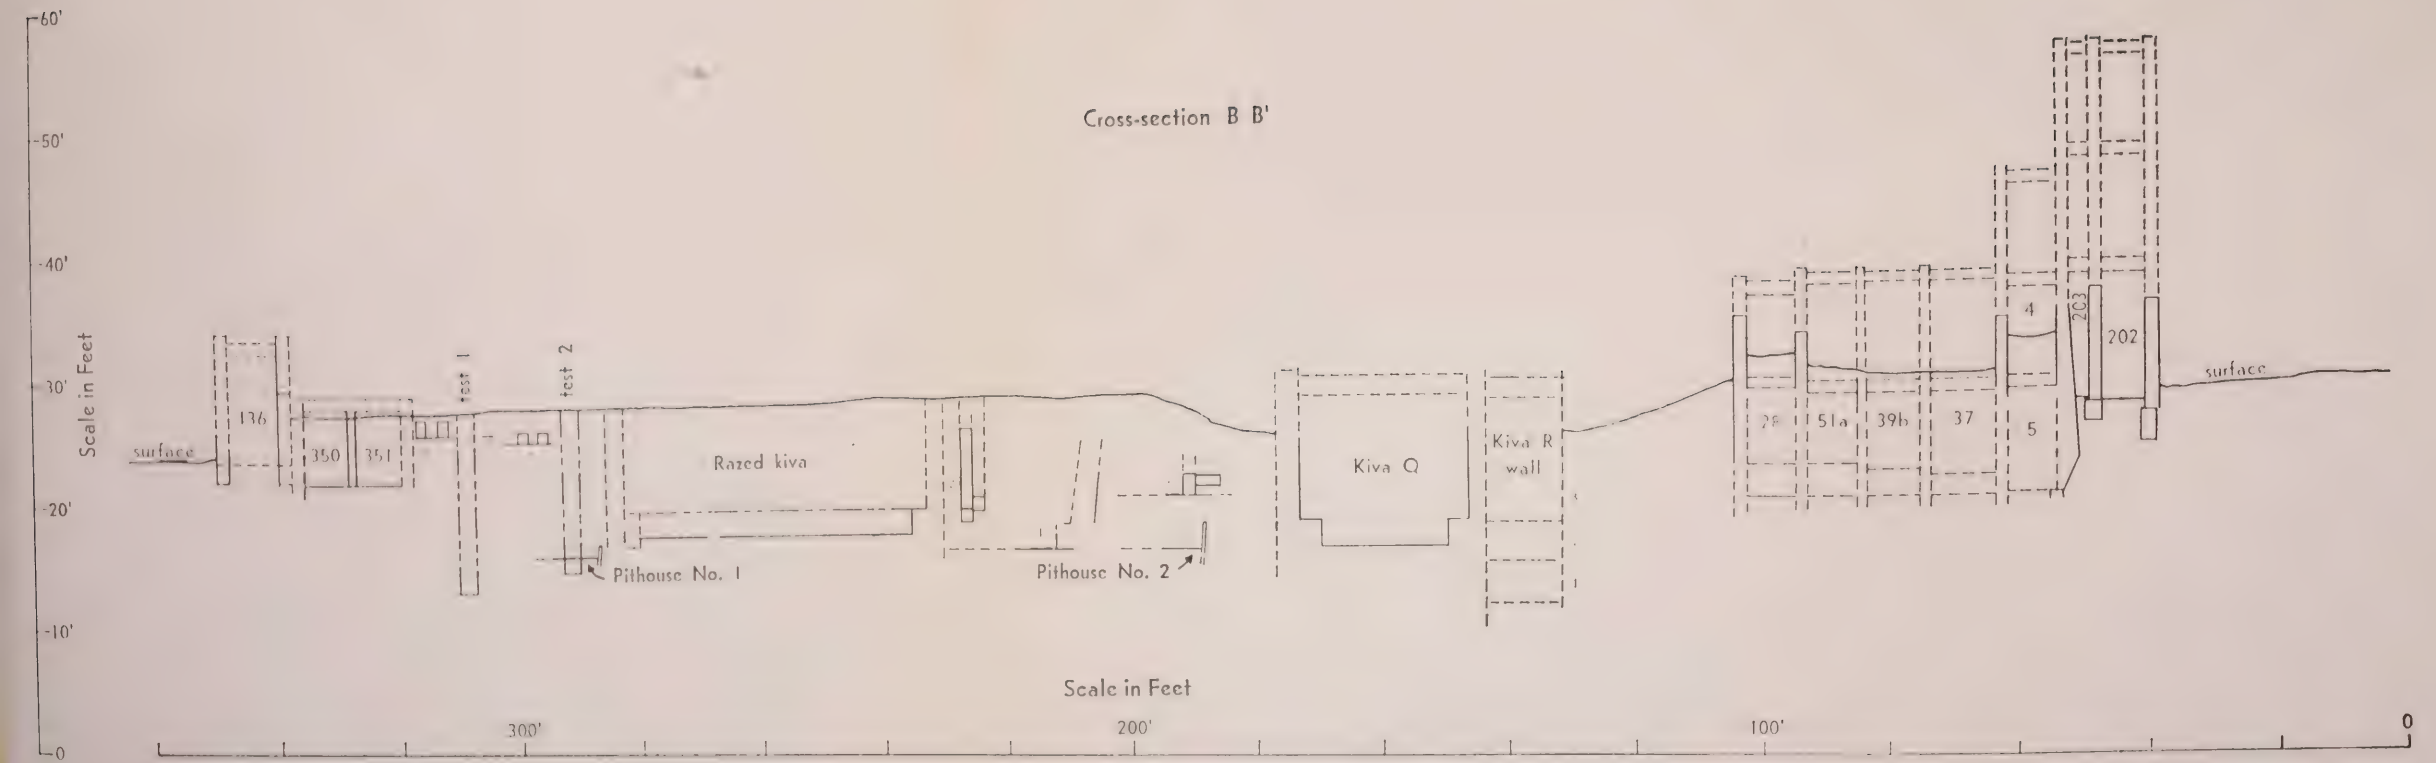 60'
Cross-section B B'
-50'
-40'
-30'
-20'
-10'
0
Scale in Feet
surface
136
350
351
test 1
test 2
Razed kiva
Pithouse No. 1
Pithouse No. 2
Kiva Q
Kiva R
wall
28
51a
39b
37
4
5
203
202
surface
Scale in Feet
300'
200'
100'
0